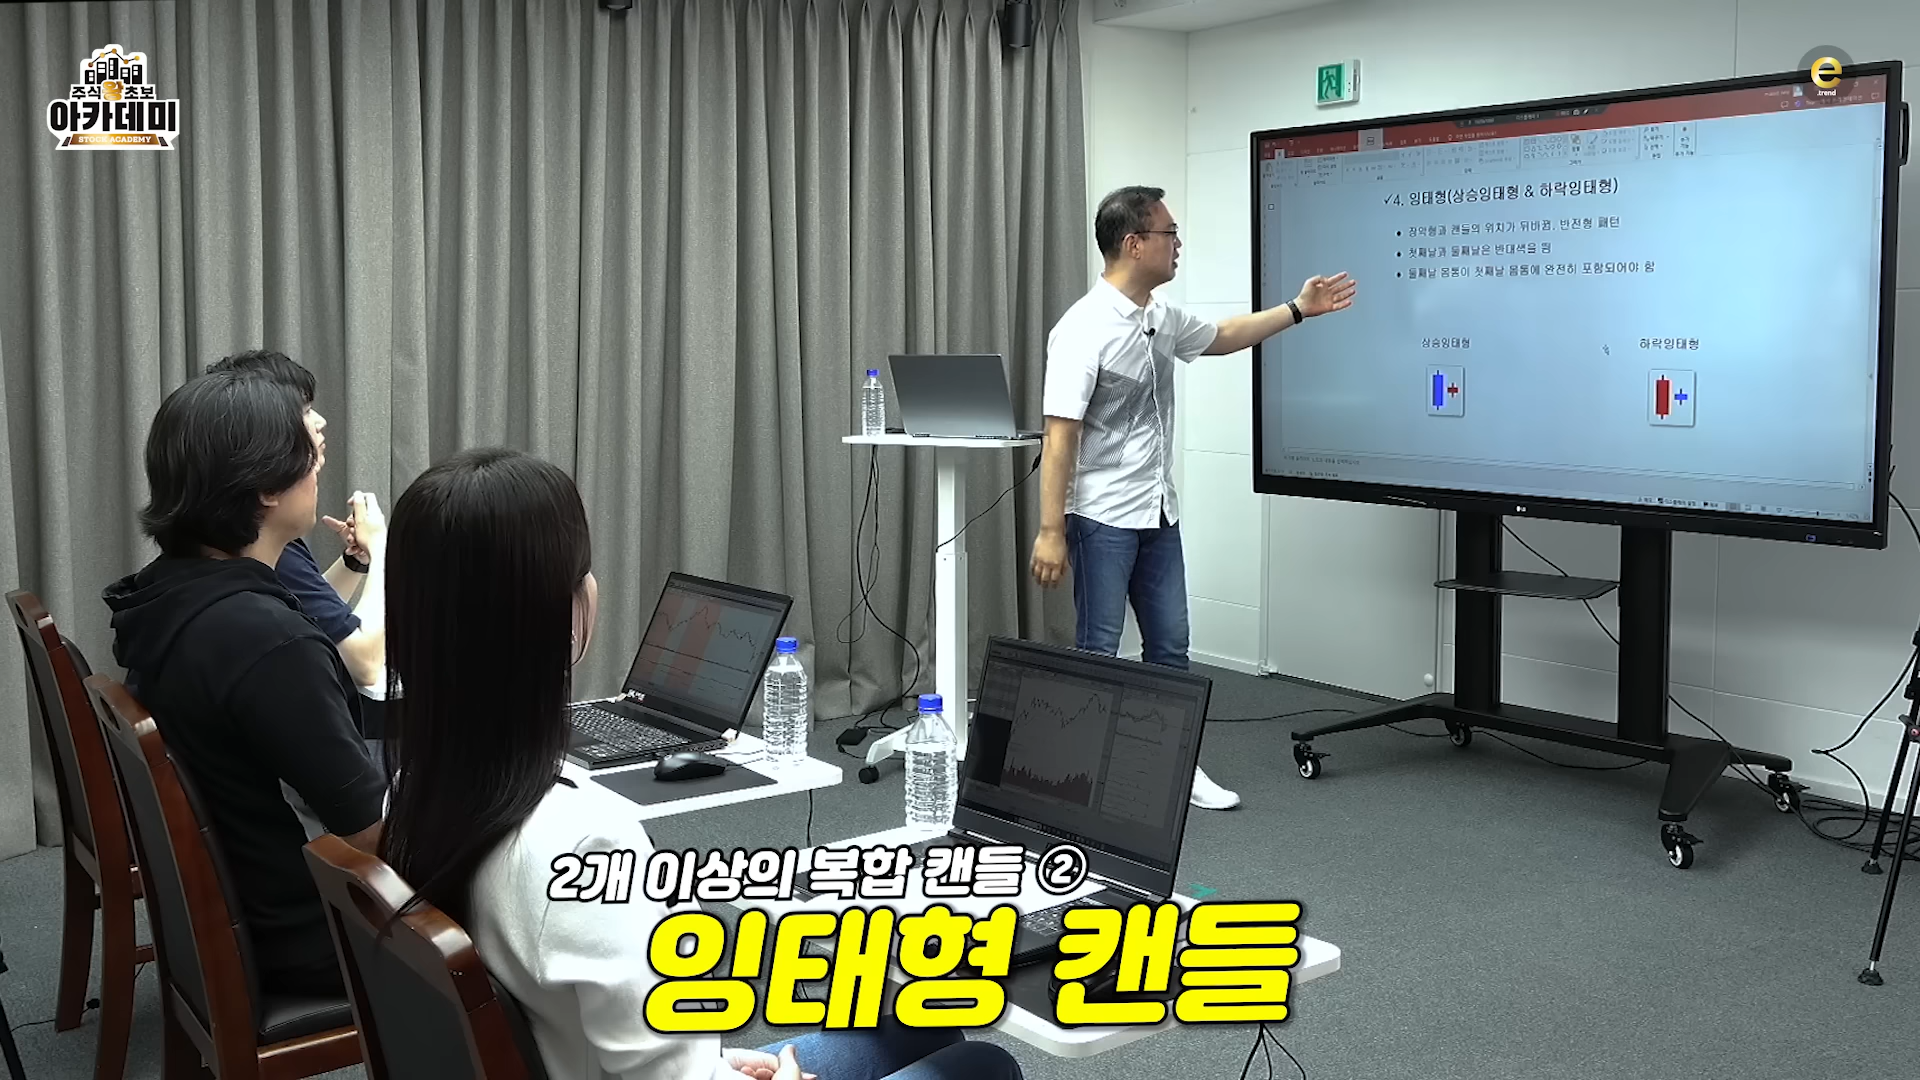 주식왕초보
아카데미
STOCK ACADEMY
e
trend
✓4. 잉태형(상승잉태형 & 하락잉태형)
• 장악형과 캔들의 위치가 뒤바뀜, 반전형 패턴
• 첫째날과 둘째날은 반대색을 띔
• 둘째날 몸통이 첫째날 몸통에 완전히 포함되어야 함
상승잉태형
하락잉태형
LG
2개 이상의 복합 캔들 ②
잉태형 캔들